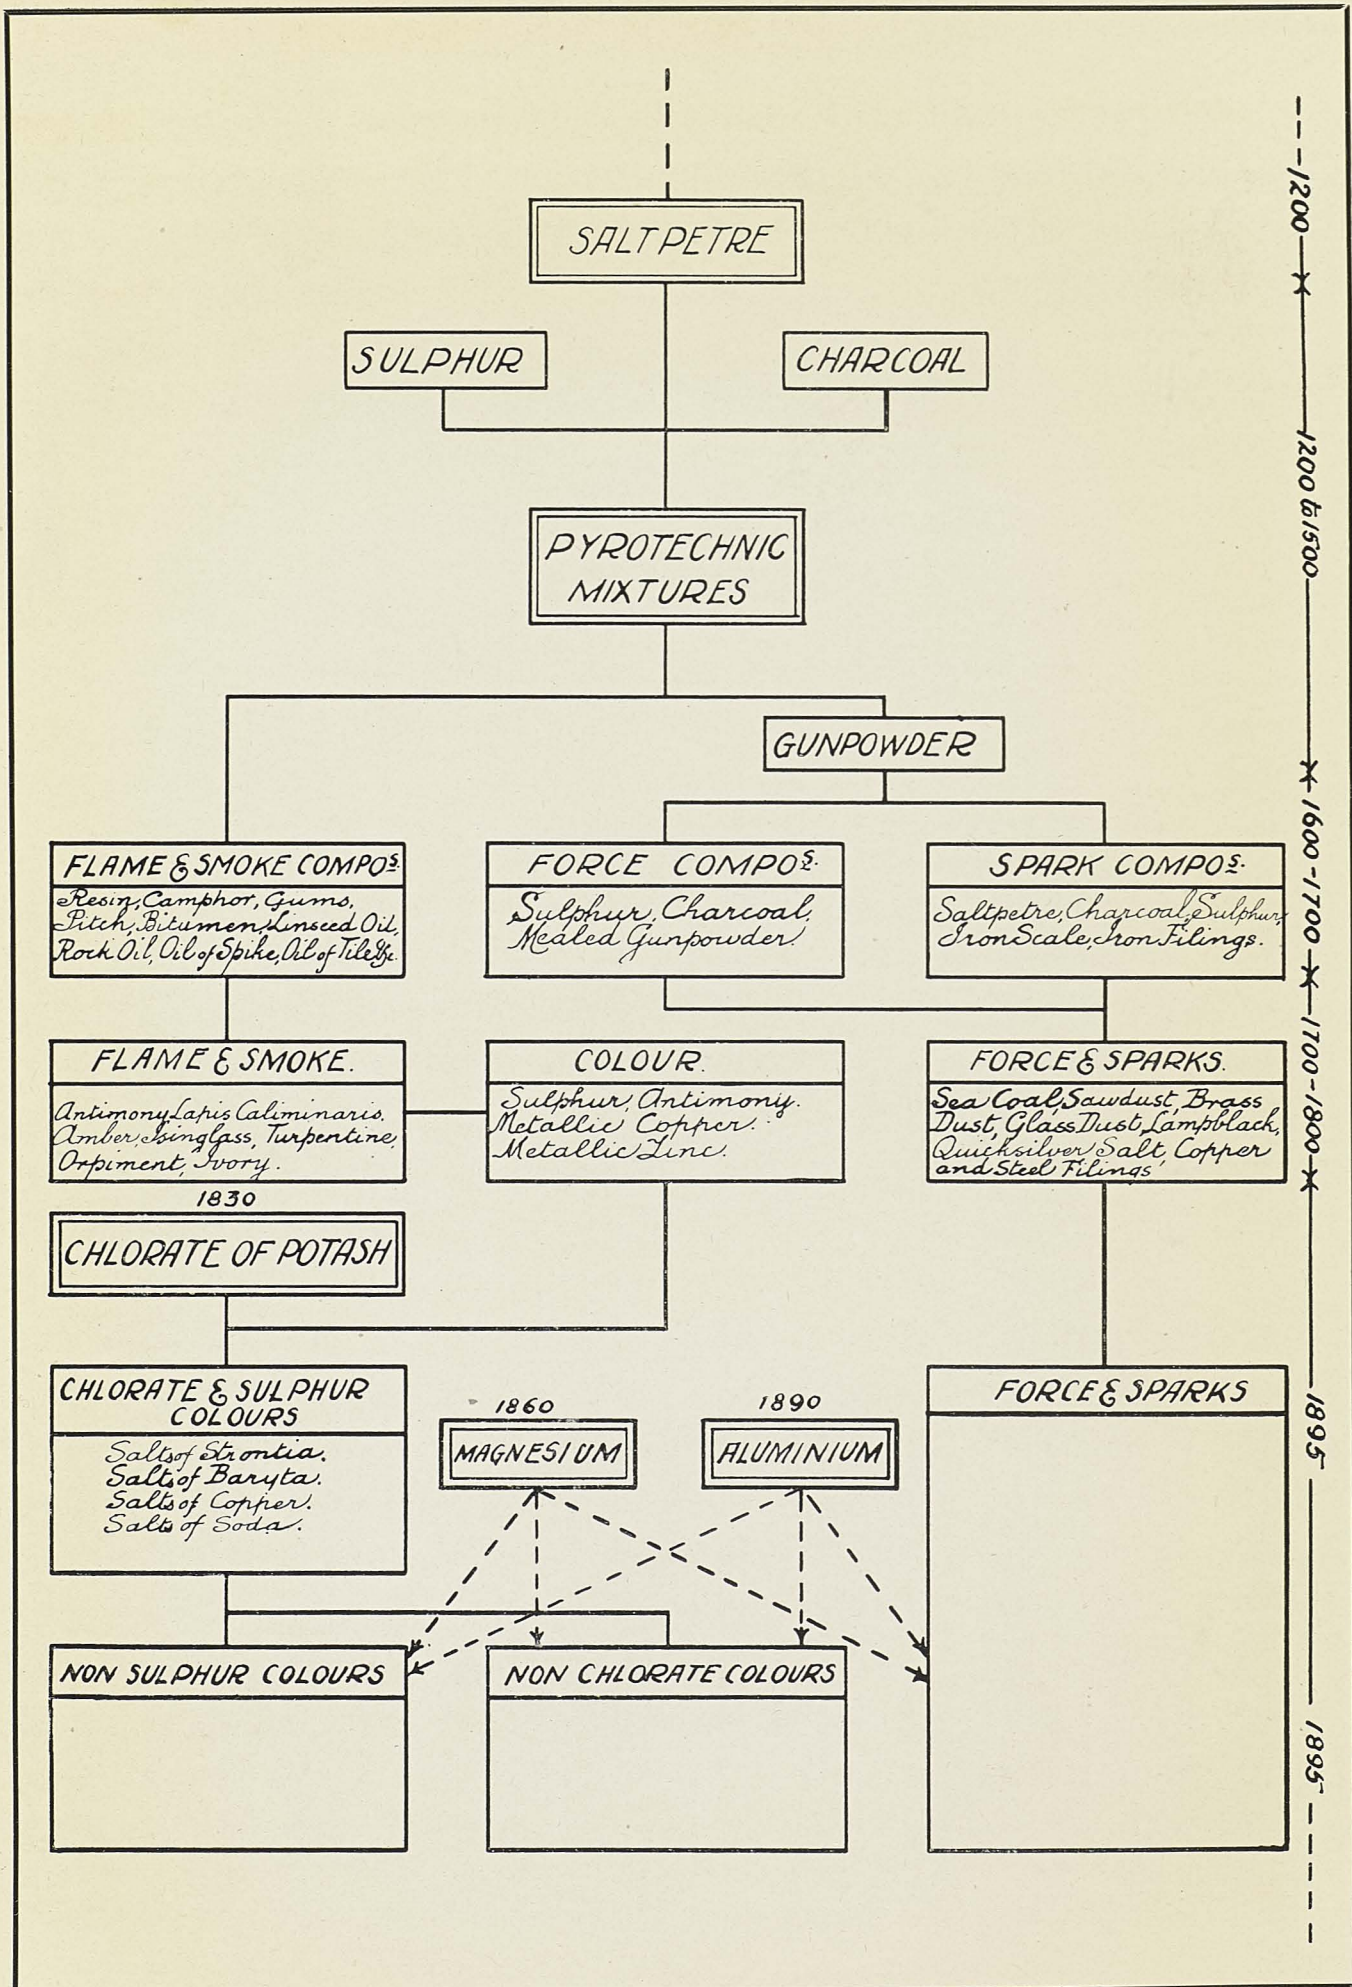 SALTPETRE
SULPHUR
CHARCOAL
PYROTECHNIC
MIXTURES
GUNPOWDER
FLAME & SMOKE COMPOS.
Resin, Camphor, Gums,
Pitch, Bitumen, Linseed Oil,
Rock Oil, Oil of Spike, Oil of Tile &c.
FORCE COMPOS.
Sulphur, Charcoal,
Mealed Gunpowder.
SPARK COMPOS.
Saltpetre, Charcoal, Sulphur,
Iron Scale, Iron Filings.
FLAME & SMOKE.
Antimony, Lapis Caliminaris,
Amber, Isinglass, Turpentine,
Orpiment, Ivory.
COLOUR.
Sulphur, Antimony.
Metallic Copper.
Metallic Zinc.
FORCE & SPARKS.
Sea Coal, Sawdust, Brass
Dust, Glass Dust, Lampblack,
Quicksilver Salt, Copper
and Steel Filings
1830
CHLORATE OF POTASH
CHLORATE & SULPHUR
COLOURS
Salts of Strontia.
Salts of Baryta.
Salts of Copper.
Salts of Soda.
1860
MAGNESIUM
1890
ALUMINIUM
FORCE & SPARKS
NON SULPHUR COLOURS
NON CHLORATE COLOURS
1200
1200 to 1500
1600-1700
1700-1800
1895
1895